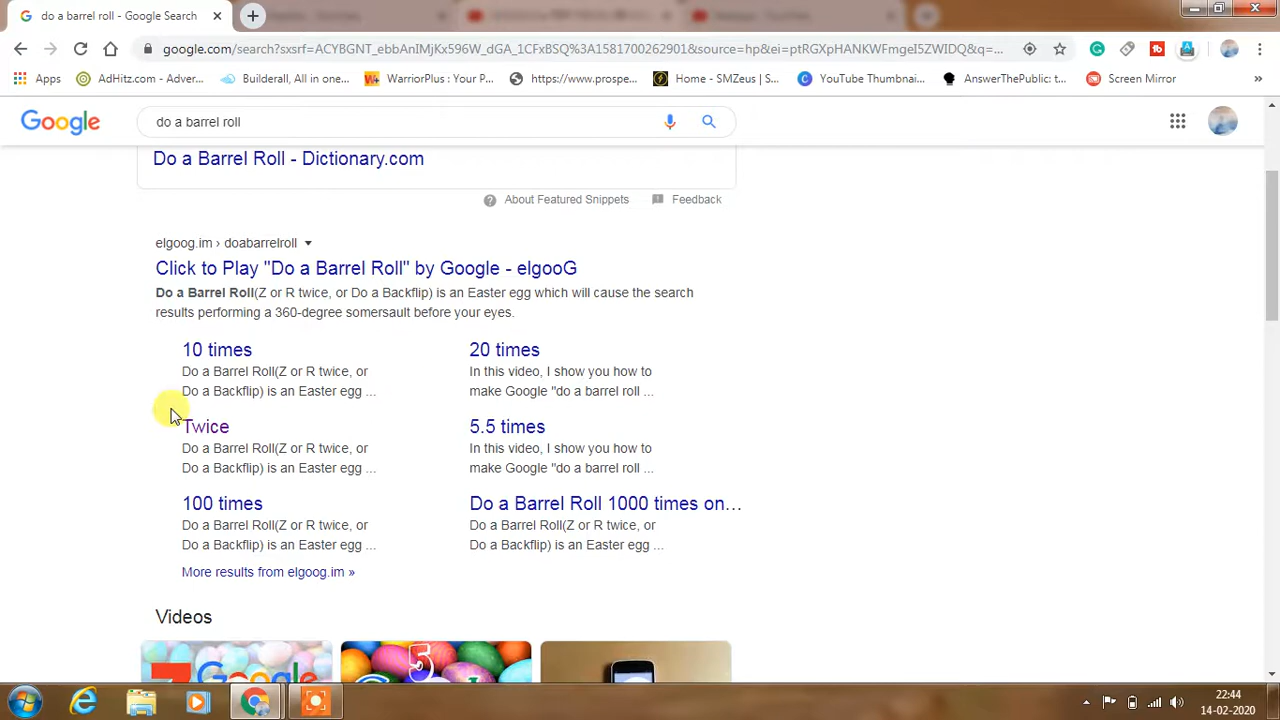 do a barrel roll - Google Search
google.com/search?sxsrf=ACYBGNT_ebbAnIMjKx596W_dGA_1CFxBSQ%3A1581700262901&source=hp&ei=ptRGXpHANKWFmgeI5ZWIDQ&q=...
Apps
AdHitz.com - Adver...
Builderall, All in one...
WarriorPlus : Your P...
https://www.prospe...
Home - SMZeus | S...
YouTube Thumbnai...
AnswerThePublic: t...
Screen Mirror
»
Google
do a barrel roll
Do a Barrel Roll - Dictionary.com
About Featured Snippets
Feedback
elgoog.im › doabarrelroll
Click to Play "Do a Barrel Roll" by Google - elgooG
Do a Barrel Roll(Z or R twice, or Do a Backflip) is an Easter egg which will cause the search
results performing a 360-degree somersault before your eyes.
10 times
Do a Barrel Roll(Z or R twice, or
Do a Backflip) is an Easter egg ...
20 times
In this video, I show you how to
make Google "do a barrel roll ...
Twice
Do a Barrel Roll(Z or R twice, or
Do a Backflip) is an Easter egg ...
5.5 times
In this video, I show you how to
make Google "do a barrel roll ...
100 times
Do a Barrel Roll(Z or R twice, or
Do a Backflip) is an Easter egg ...
Do a Barrel Roll 1000 times on...
Do a Barrel Roll(Z or R twice, or
Do a Backflip) is an Easter egg ...
More results from elgoog.im »
Videos
5
22:44
14-02-2020